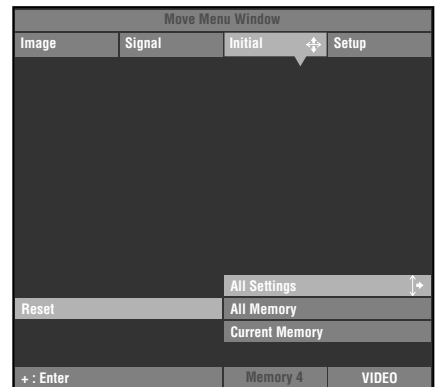 Move Menu Window
Image Signal Initial Setup
All Settings
Reset All Memory
Current Memory
+ : Enter Memory 4 VIDEO